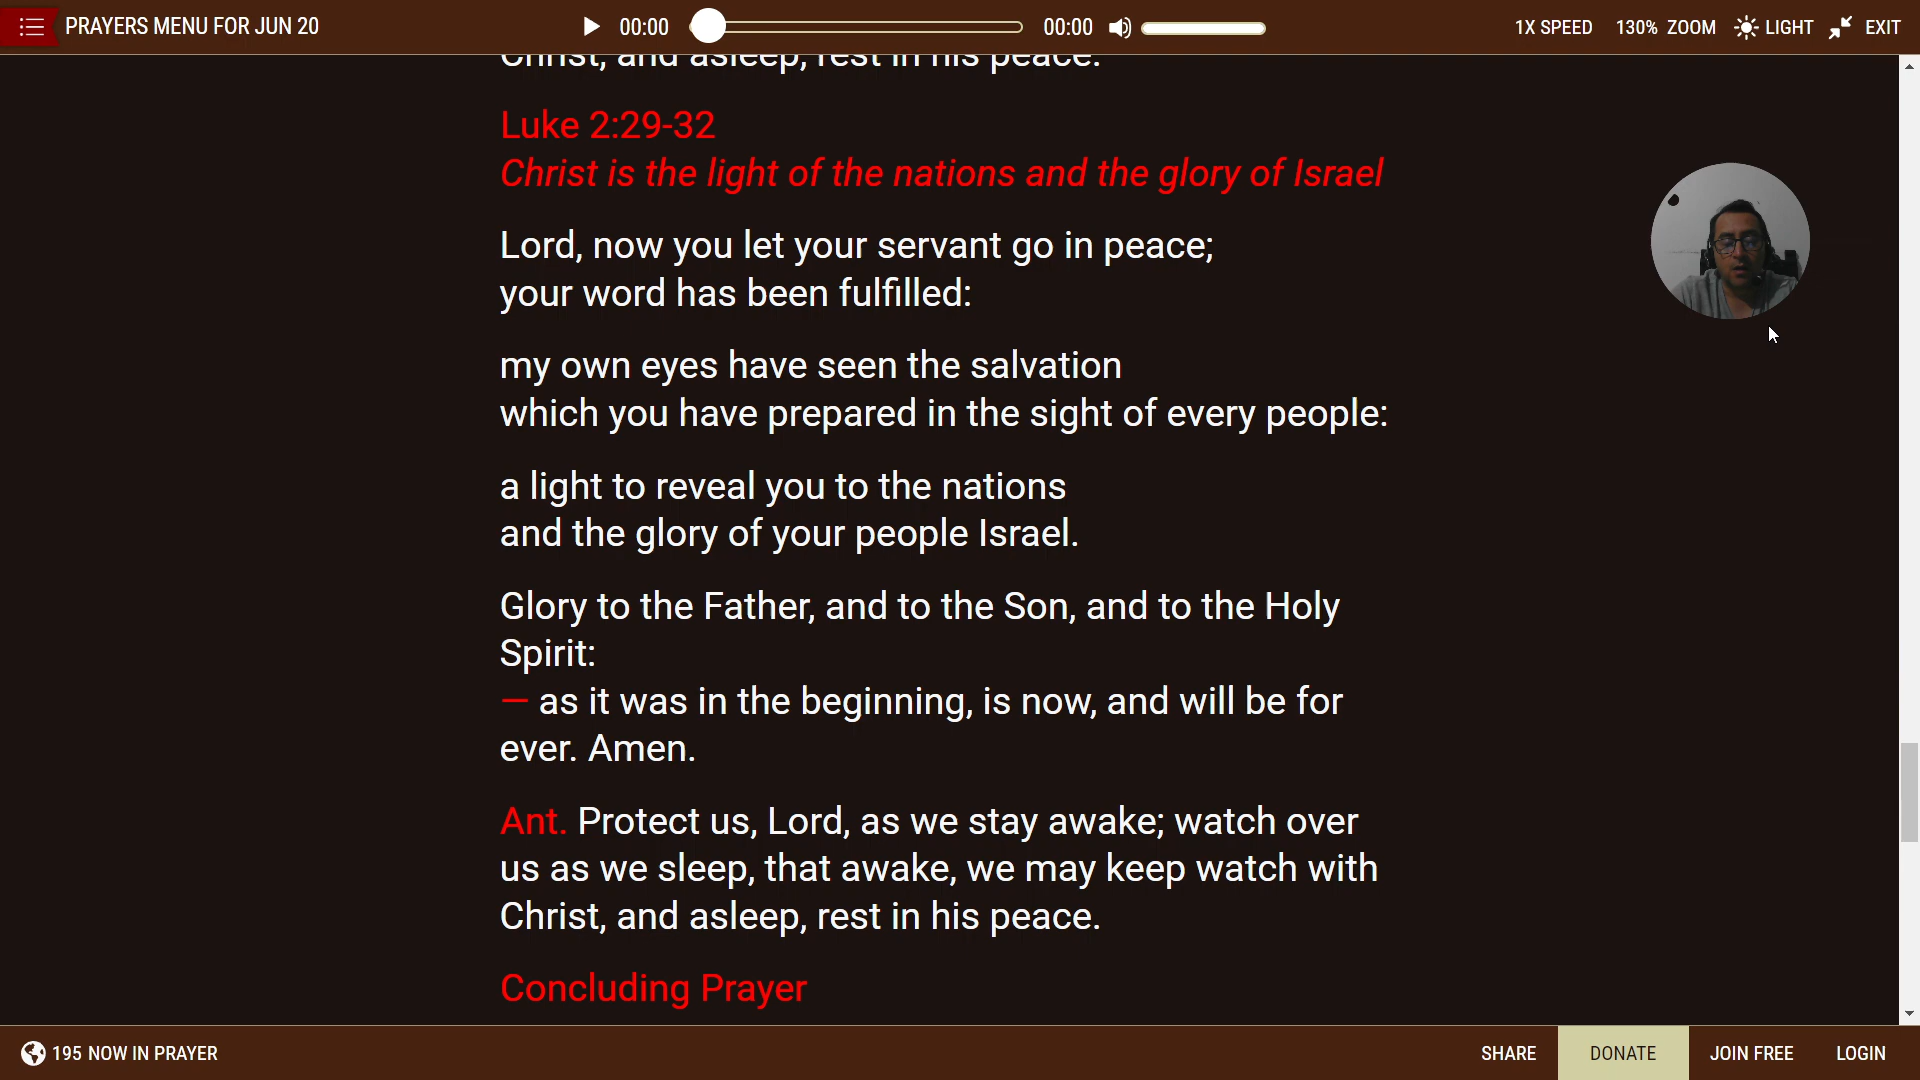 PRAYERS MENU FOR JUN 20
00:00
00:00
1X SPEED
130% ZOOM
LIGHT
EXIT
Christ, and asleep, rest in his peace.
Luke 2:29-32
Christ is the light of the nations and the glory of Israel
Lord, now you let your servant go in peace;
your word has been fulfilled:
my own eyes have seen the salvation
which you have prepared in the sight of every people:
a light to reveal you to the nations
and the glory of your people Israel.
Glory to the Father, and to the Son, and to the Holy
Spirit:
— as it was in the beginning, is now, and will be for
ever. Amen.
Ant. Protect us, Lord, as we stay awake; watch over
us as we sleep, that awake, we may keep watch with
Christ, and asleep, rest in his peace.
Concluding Prayer
195 NOW IN PRAYER
SHARE
DONATE
JOIN FREE
LOGIN